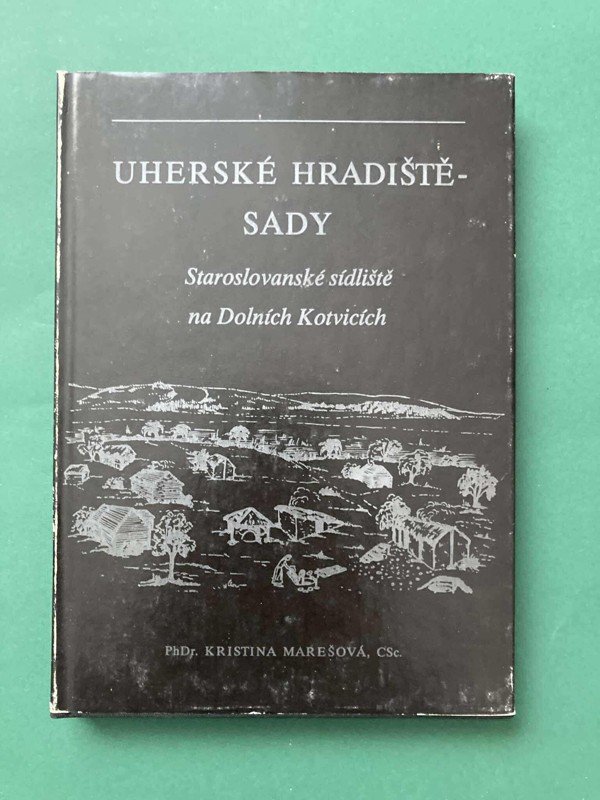 UHERSKÉ HRADIŠTĚ-
SADY
Staroslovanské sídliště
na Dolních Kotvicích
PhDr. KRISTINA MAREŠOVÁ, CSc.